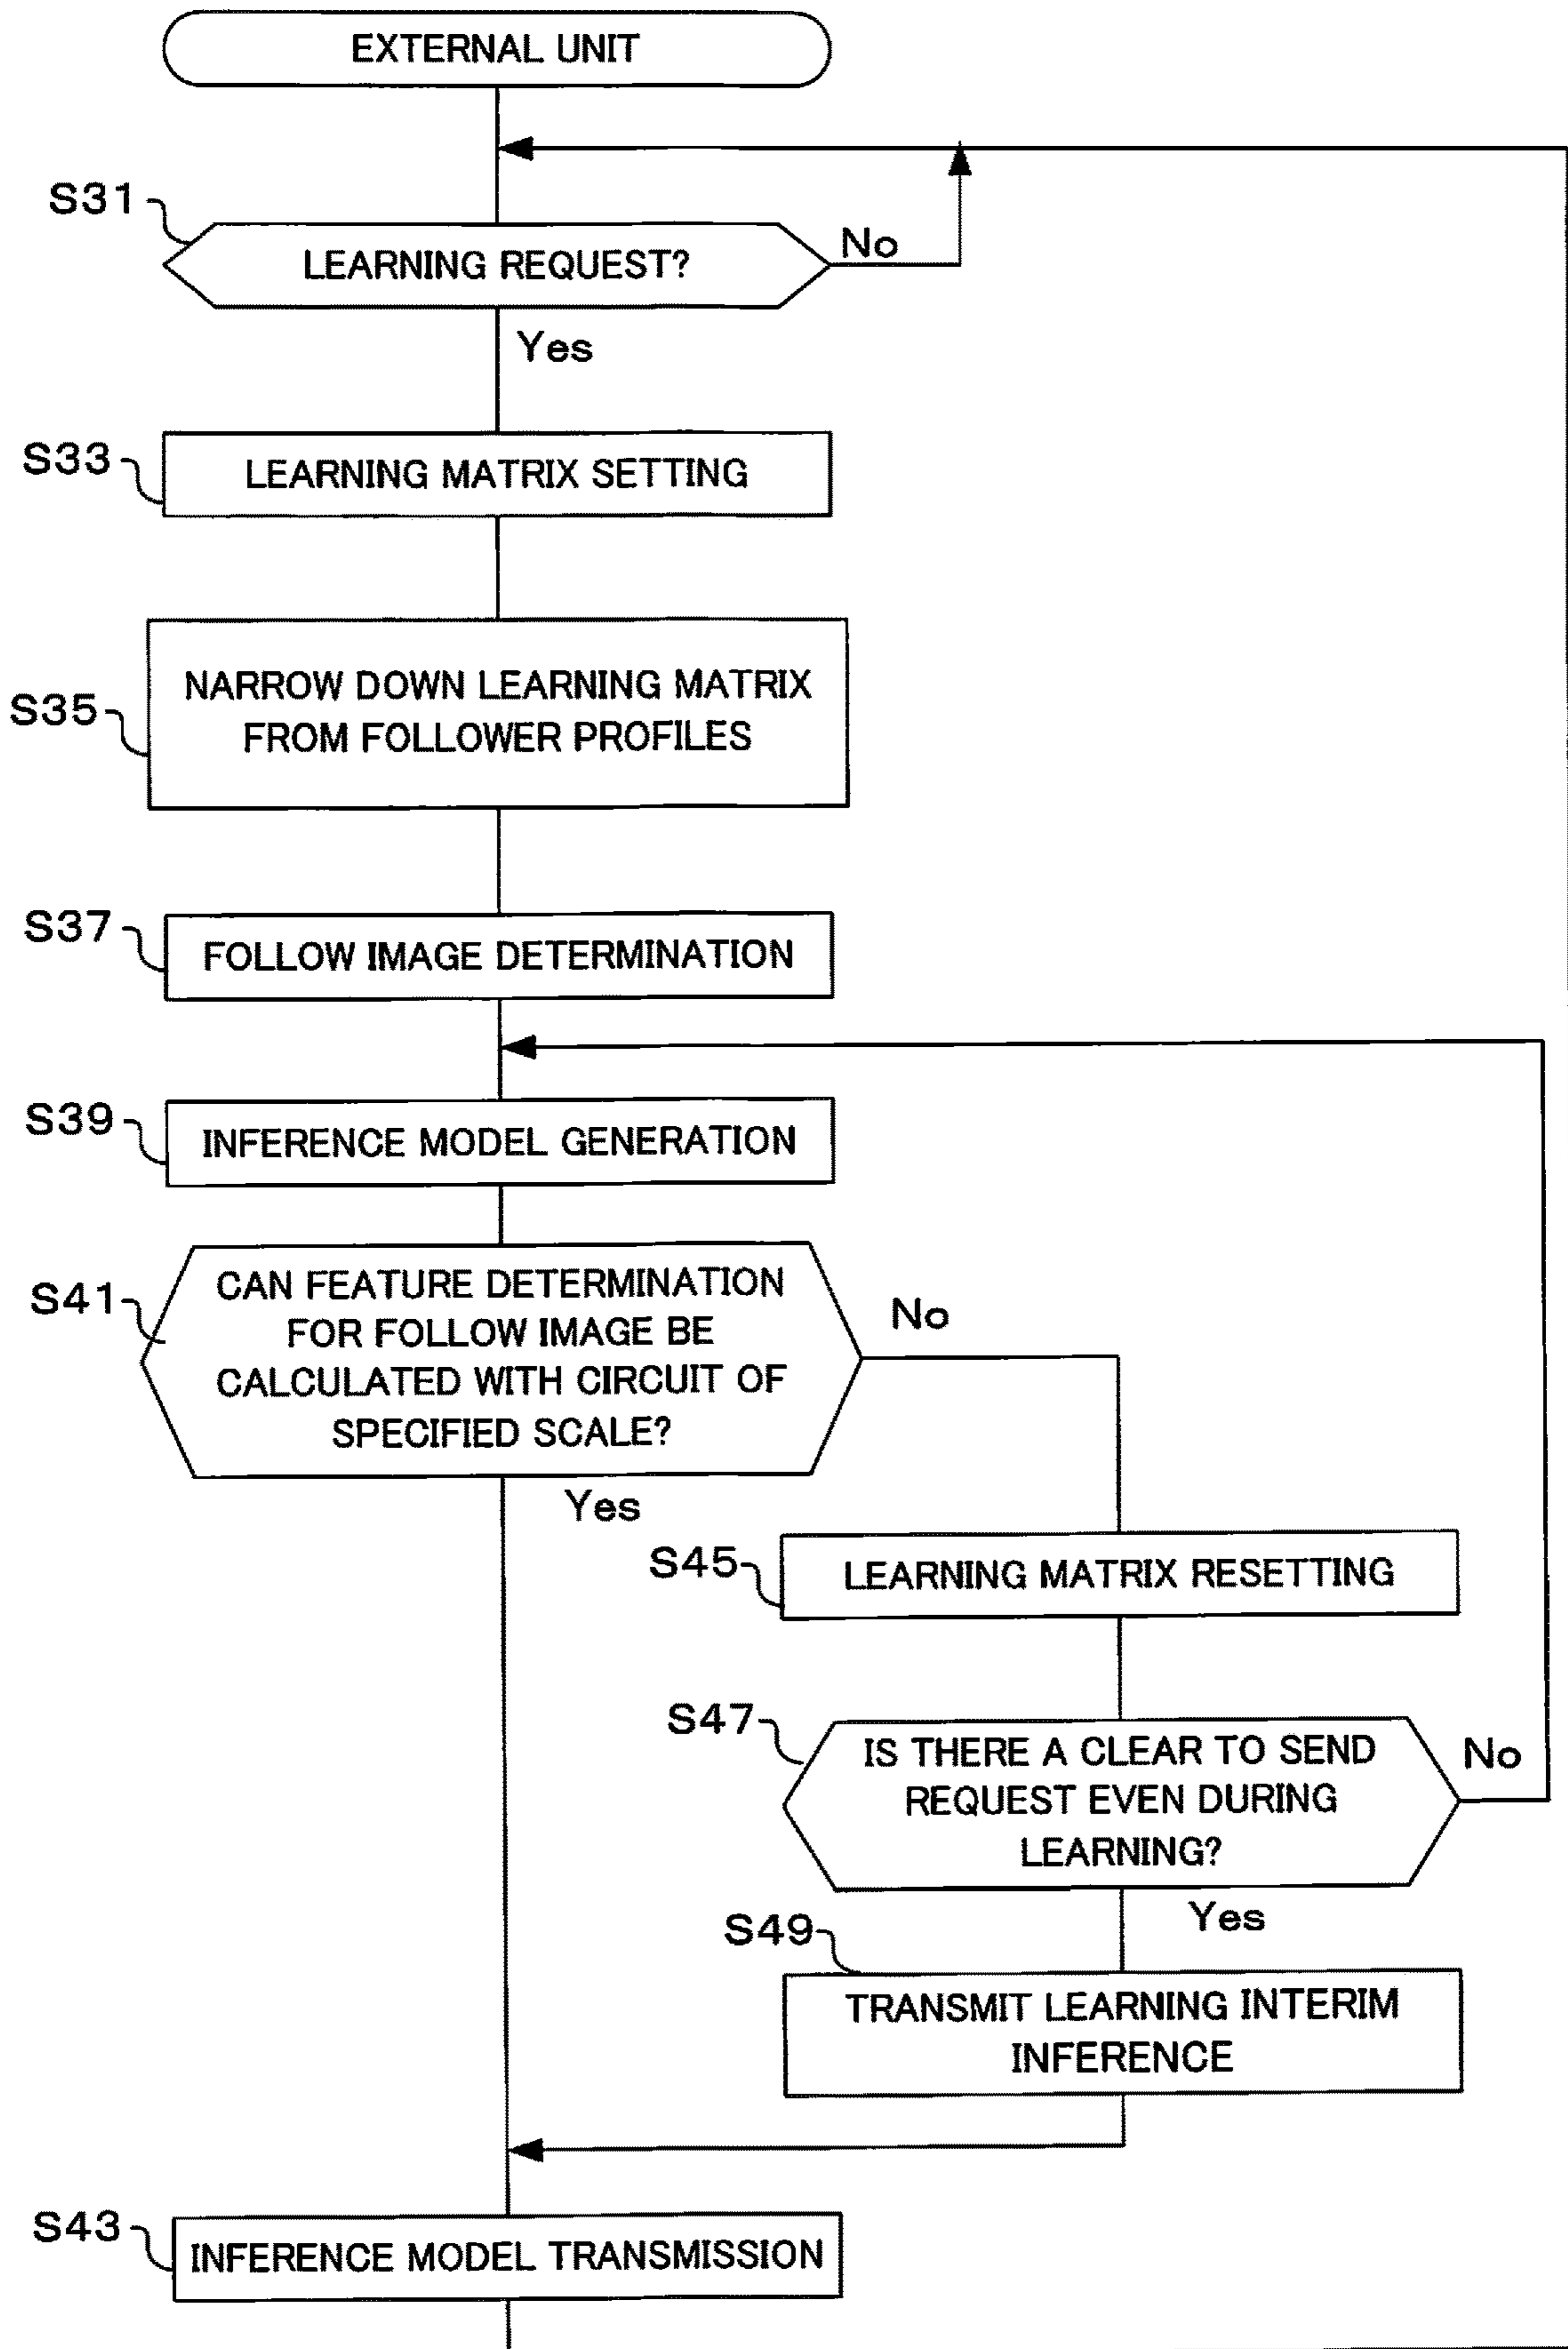 EXTERNAL UNIT
S31
LEARNING REQUEST?
No
Yes
S33
LEARNING MATRIX SETTING
S35
NARROW DOWN LEARNING MATRIX
FROM FOLLOWER PROFILES
S37
FOLLOW IMAGE DETERMINATION
S39
INFERENCE MODEL GENERATION
S41
CAN FEATURE DETERMINATION
FOR FOLLOW IMAGE BE
CALCULATED WITH CIRCUIT OF
SPECIFIED SCALE?
No
Yes
S45
LEARNING MATRIX RESETTING
S47
IS THERE A CLEAR TO SEND
REQUEST EVEN DURING
LEARNING?
No
Yes
S49
TRANSMIT LEARNING INTERIM
INFERENCE
S43
INFERENCE MODEL TRANSMISSION